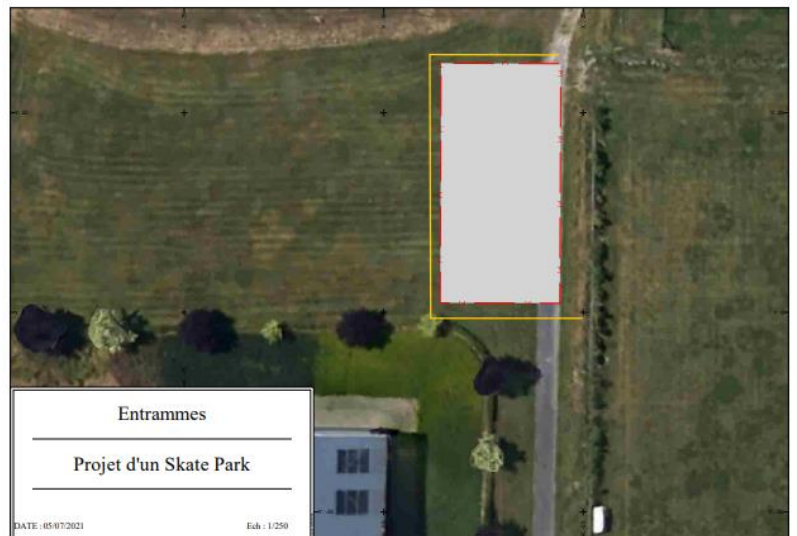 Entrammes
Projet d'un Skate Park
DATE : 05/07/2021 Ech : 1/250